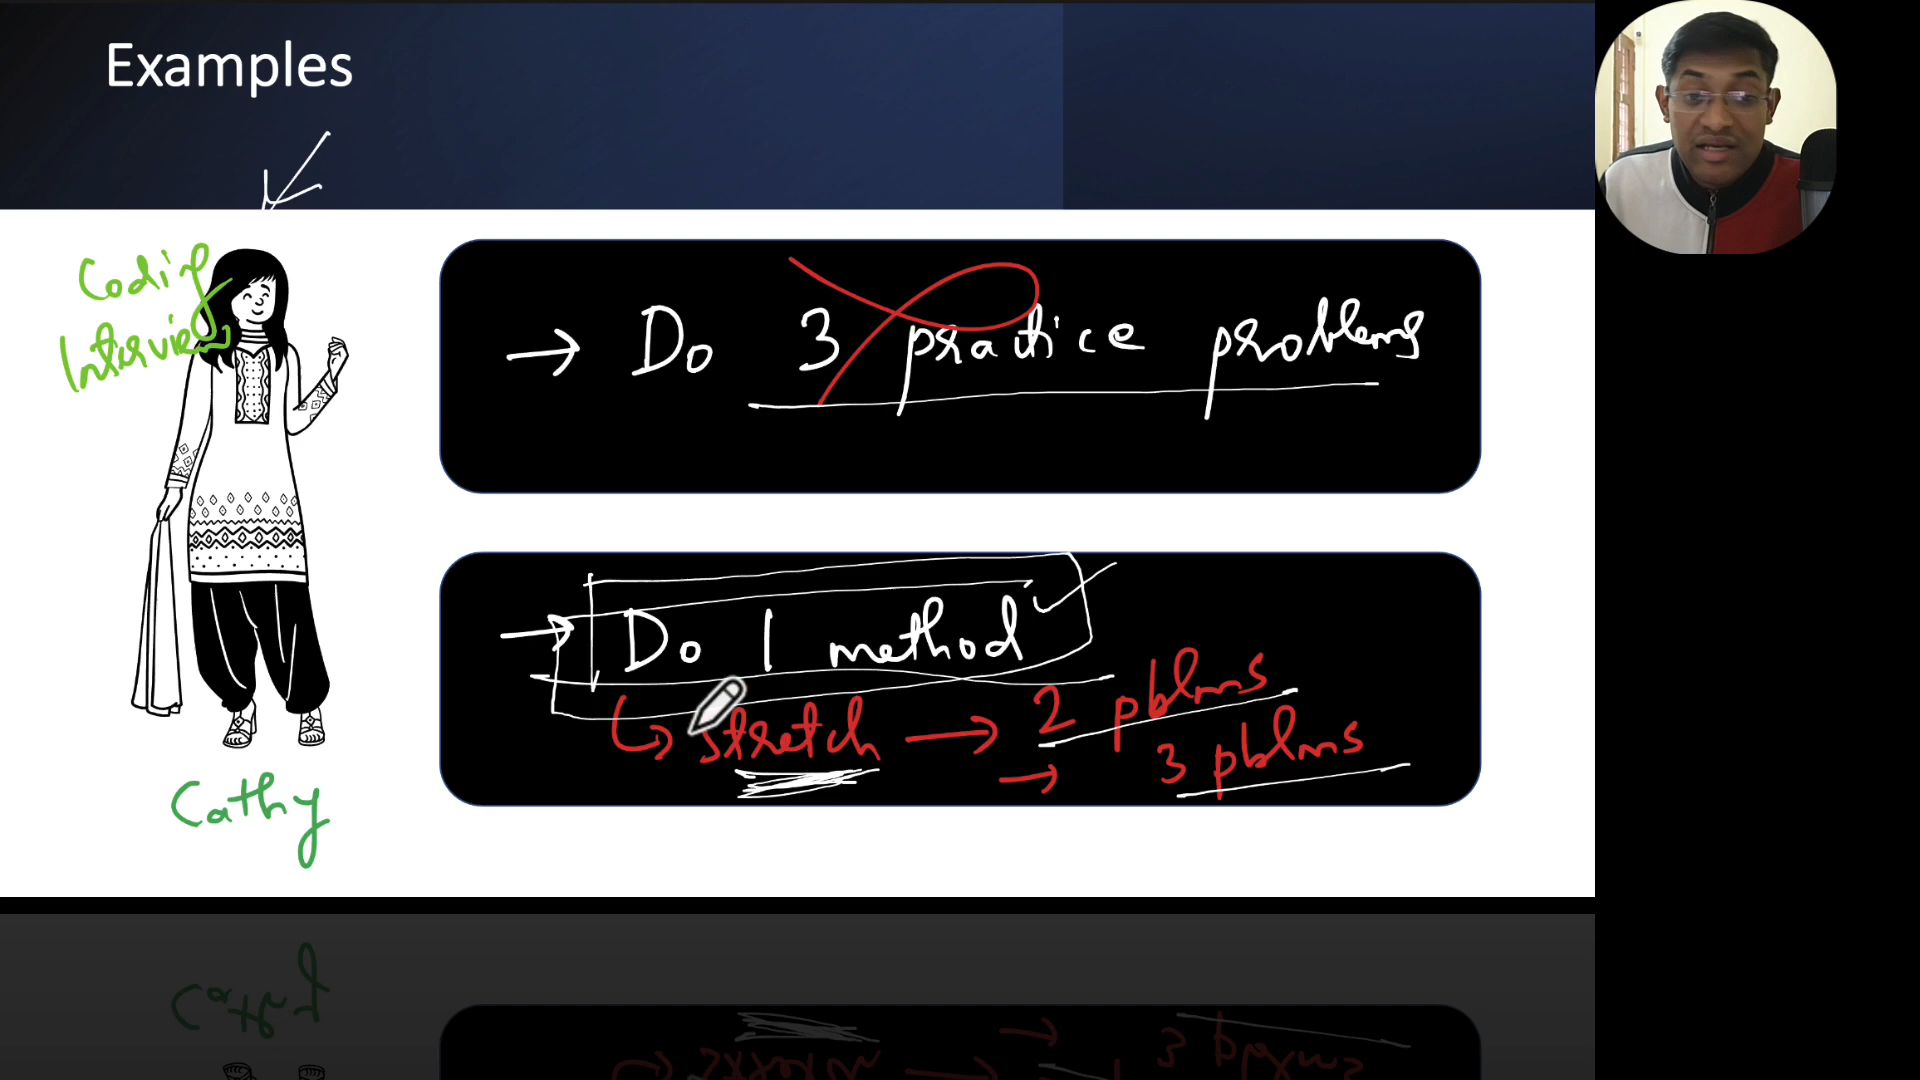 Examples
Coding
Interview
→ Do 3 practice problems
→ Do 1 method
↳ stretch → 2 pblms
→ 3 pblms
Cathy